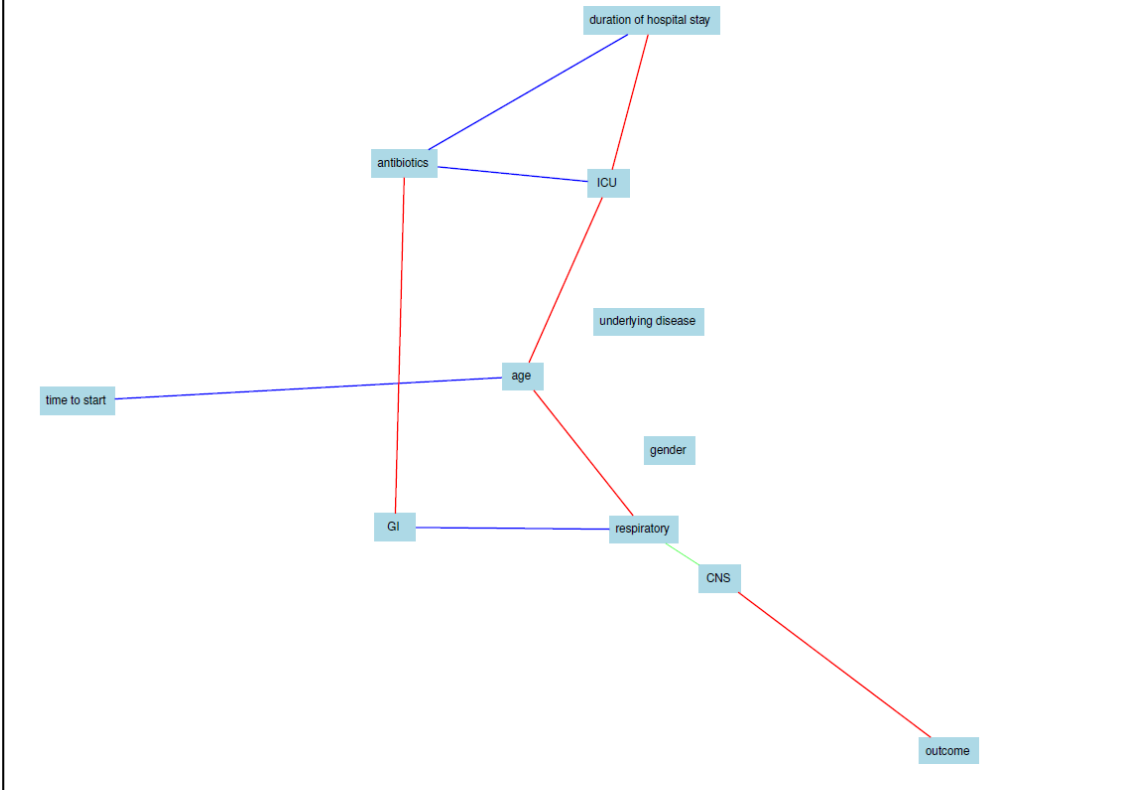 duration of hospital stay
antibiotics
ICU
underlying disease
age
time to start
gender
GI
respiratory
CNS
outcome